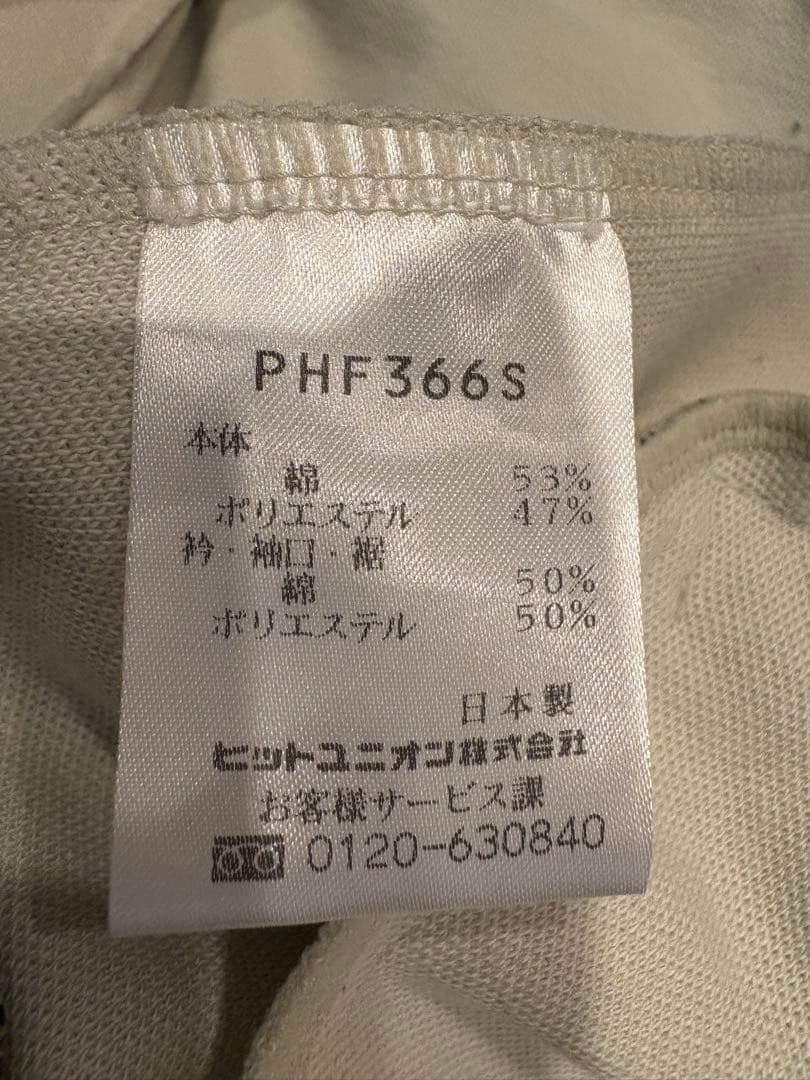 PHF366S
本体
綿 53%
ポリエステル 47%
衿・袖口・裾
綿 50%
ポリエステル 50%
日本製
ヒットユニオン株式会社
お客様サービス課
0120-630840